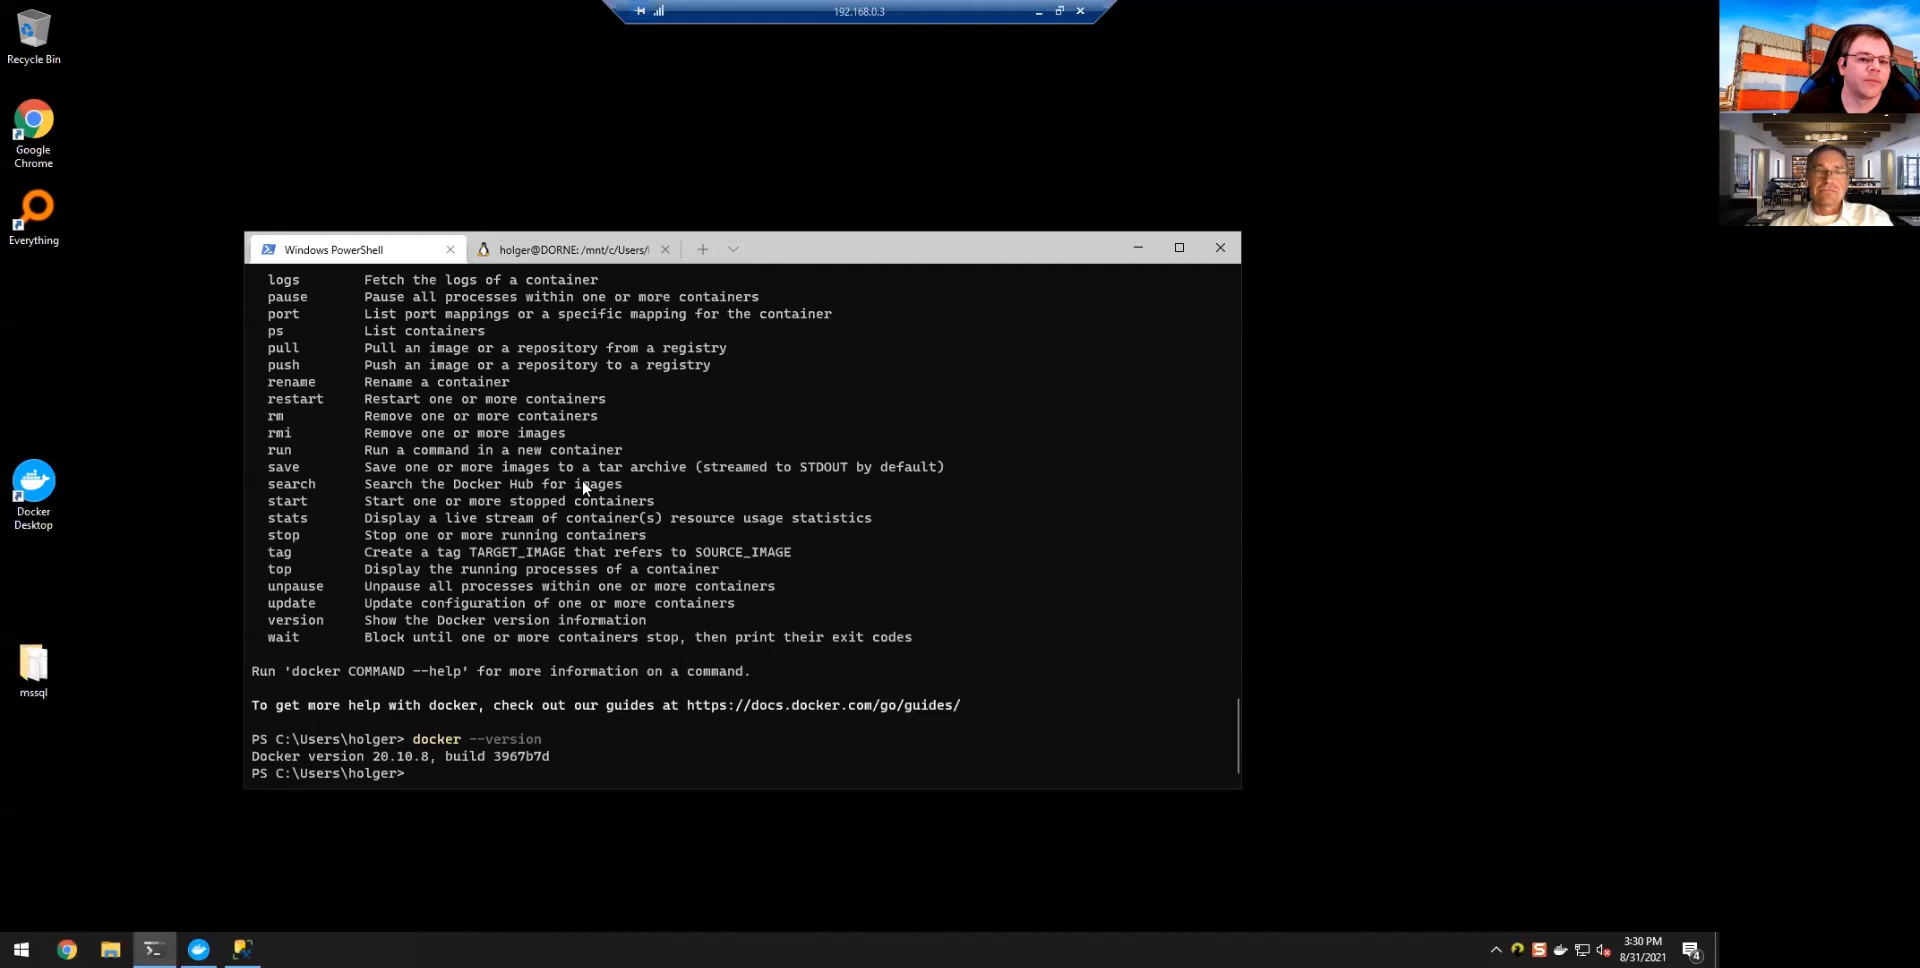 192.168.0.3
Recycle Bin
Google
Chrome
Everything
Docker
Desktop
mssql
Windows PowerShell
holger@DORNE: /mnt/c/Users/
logs Fetch the logs of a container
pause Pause all processes within one or more containers
port List port mappings or a specific mapping for the container
ps List containers
pull Pull an image or a repository from a registry
push Push an image or a repository to a registry
rename Rename a container
restart Restart one or more containers
rm Remove one or more containers
rmi Remove one or more images
run Run a command in a new container
save Save one or more images to a tar archive (streamed to STDOUT by default)
search Search the Docker Hub for images
start Start one or more stopped containers
stats Display a live stream of container(s) resource usage statistics
stop Stop one or more running containers
tag Create a tag TARGET_IMAGE that refers to SOURCE_IMAGE
top Display the running processes of a container
unpause Unpause all processes within one or more containers
update Update configuration of one or more containers
version Show the Docker version information
wait Block until one or more containers stop, then print their exit codes
Run 'docker COMMAND --help' for more information on a command.
To get more help with docker, check out our guides at https://docs.docker.com/go/guides/
PS C:\Users\holger> docker --version
Docker version 20.10.8, build 3967b7d
PS C:\Users\holger>
3:30 PM
8/31/2021
4